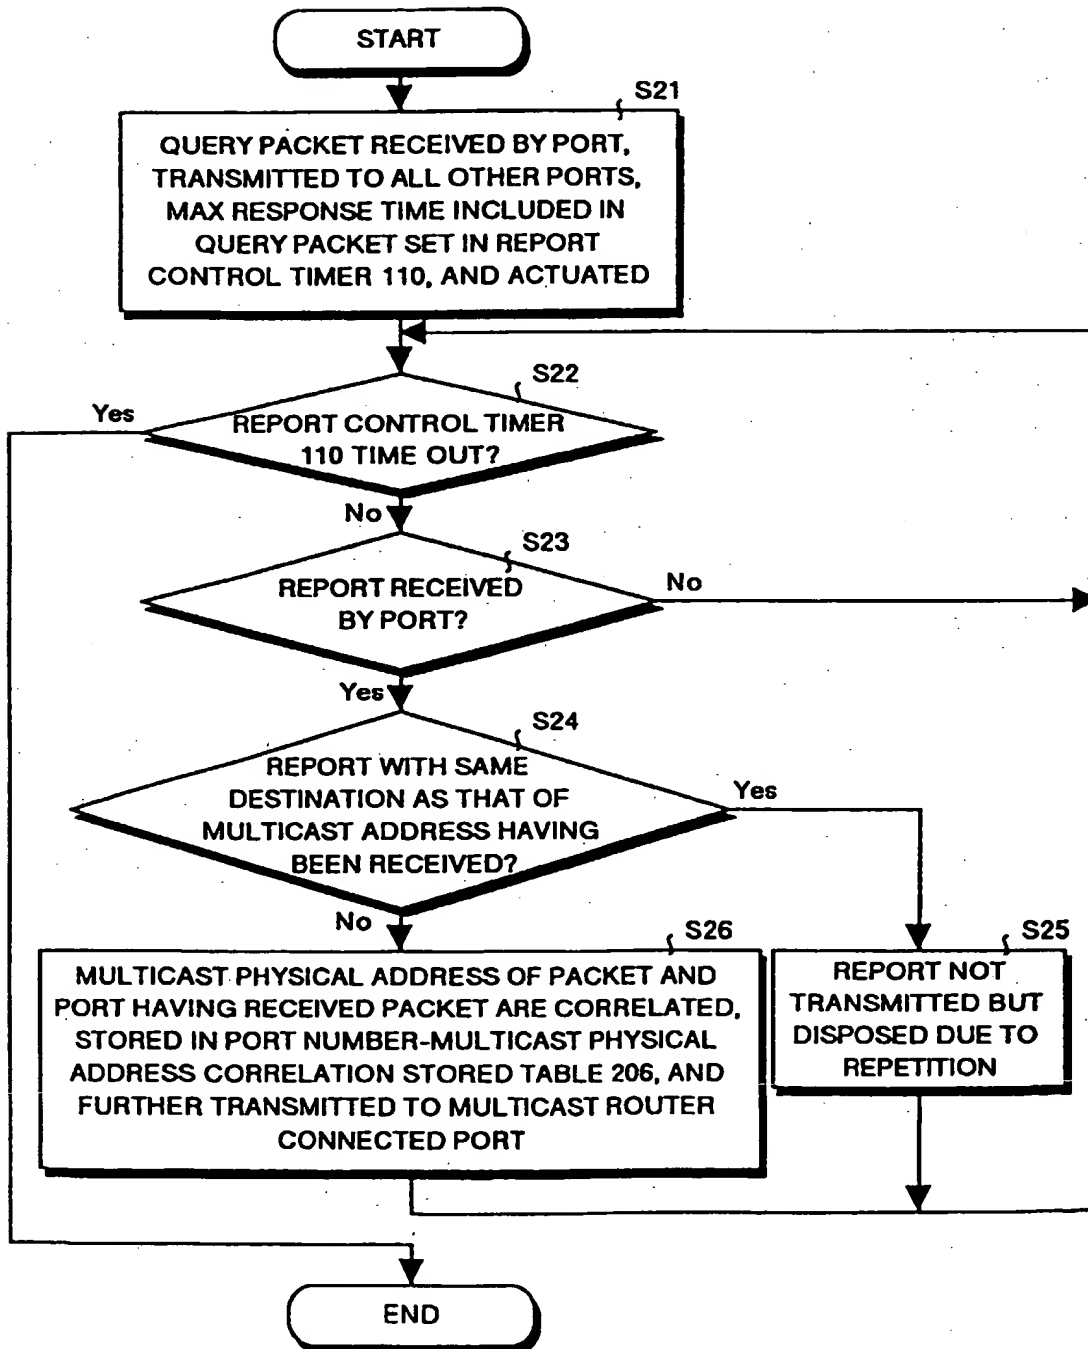 START
S21
QUERY PACKET RECEIVED BY PORT,
TRANSMITTED TO ALL OTHER PORTS,
MAX RESPONSE TIME INCLUDED IN
QUERY PACKET SET IN REPORT
CONTROL TIMER 110, AND ACTUATED
S22
Yes
REPORT CONTROL TIMER
110 TIME OUT?
No
S23
REPORT RECEIVED
BY PORT?
No
Yes
S24
REPORT WITH SAME
DESTINATION AS THAT OF
MULTICAST ADDRESS HAVING
BEEN RECEIVED?
Yes
No
S26
MULTICAST PHYSICAL ADDRESS OF PACKET AND
PORT HAVING RECEIVED PACKET ARE CORRELATED,
STORED IN PORT NUMBER-MULTICAST PHYSICAL
ADDRESS CORRELATION STORED TABLE 206, AND
FURTHER TRANSMITTED TO MULTICAST ROUTER
CONNECTED PORT
S25
REPORT NOT
TRANSMITTED BUT
DISPOSED DUE TO
REPETITION
END